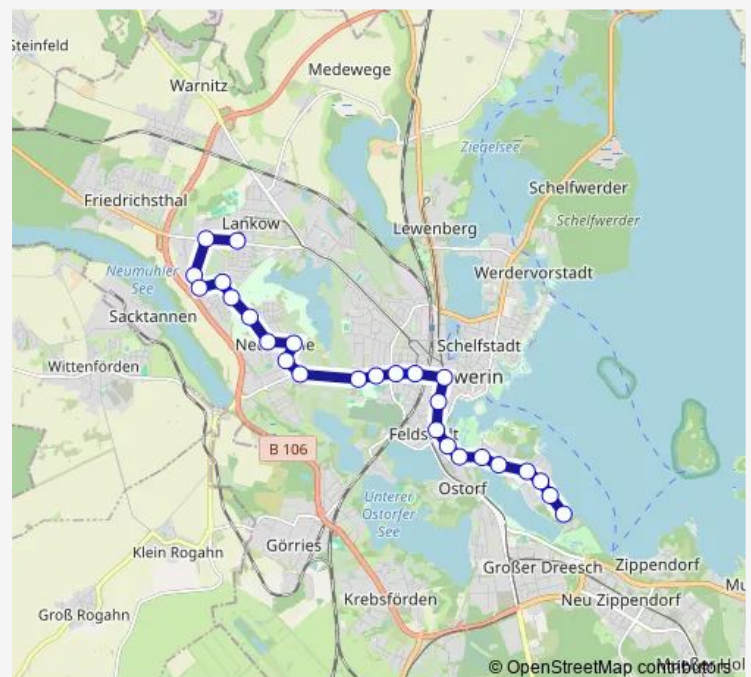 Steinfeld
Medewege
Warnitz
Ziegelsee
Schelfwerder
Friedrichsthal
Schelfwerder
Lankow
Lewenberg
Neumühler
See
Werdervorstadt
Sacktannen
Schelfstadt
Wittenförden
B 106
Ostorf
Unterer
Ostorfer
See
Görries
Klein Rogahn
Großer Dreesch
Zippendorf
Krebsförden
Neu Zippendorf
Groß Rogahn
© OpenStreetMap contributors